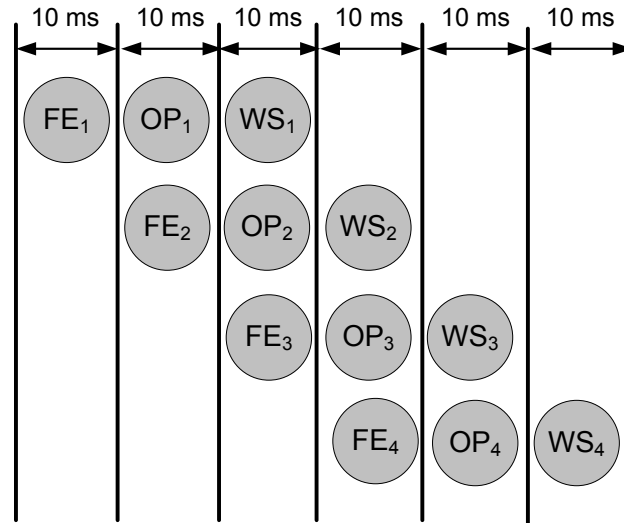 10 ms 10 ms 10 ms 10 ms 10 ms 10 ms
FE₁ OP₁ WS₁
FE₂ OP₂ WS₂
FE₃ OP₃ WS₃
FE₄ OP₄ WS₄